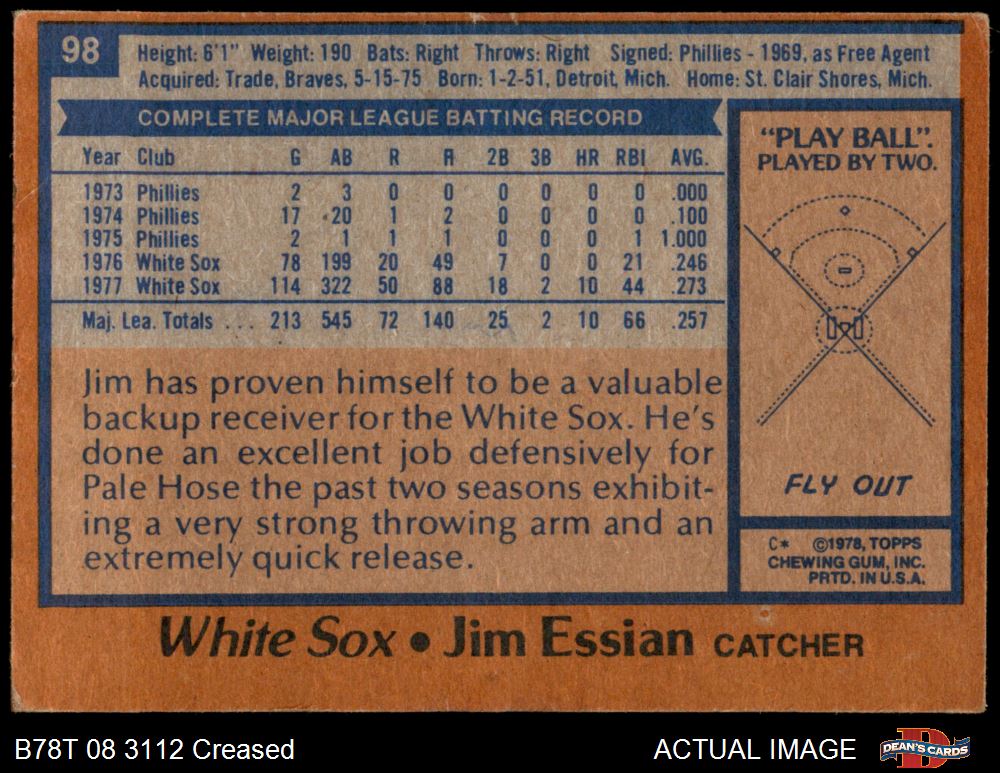 98
Height: 6'1" Weight: 190 Bats: Right Throws: Right Signed: Phillies - 1969, as Free Agent
Acquired: Trade, Braves, 5-15-75 Born: 1-2-51, Detroit, Mich. Home: St. Clair Shores, Mich.
COMPLETE MAJOR LEAGUE BATTING RECORD
Year Club G AB R H 2B 3B HR RBI AVG.
1973 Phillies 2 3 0 0 0 0 0 0 .000
1974 Phillies 17 20 1 2 0 0 0 0 .100
1975 Phillies 2 1 1 1 0 0 0 1 1.000
1976 White Sox 78 199 20 49 7 0 0 21 .246
1977 White Sox 114 322 50 88 18 2 10 44 .273
Maj. Lea. Totals ... 213 545 72 140 25 2 10 66 .257
Jim has proven himself to be a valuable
backup receiver for the White Sox. He's
done an excellent job defensively for
Pale Hose the past two seasons exhibit-
ing a very strong throwing arm and an
extremely quick release.
"PLAY BALL".
PLAYED BY TWO.
FLY OUT
C* ©1978, TOPPS
CHEWING GUM, INC.
PRTD. IN U.S.A.
White Sox • Jim Essian CATCHER
B78T 08 3112 Creased
ACTUAL IMAGE
DEAN'S CARDS